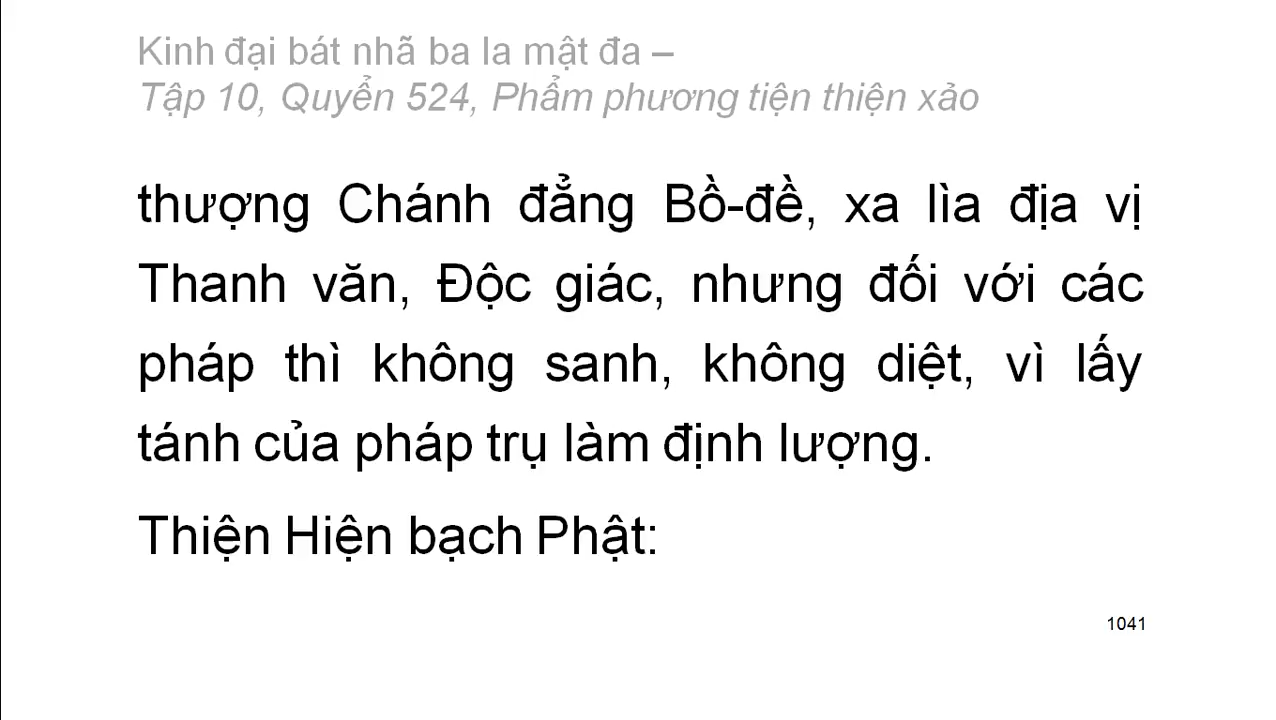 Kinh đại bát nhã ba la mật đa –
Tập 10, Quyển 524, Phẩm phương tiện thiện xảo
thượng Chánh đẳng Bồ-đề, xa lìa địa vị
Thanh văn, Độc giác, nhưng đối với các
pháp thì không sanh, không diệt, vì lấy
tánh của pháp trụ làm định lượng.
Thiện Hiện bạch Phật:
1041